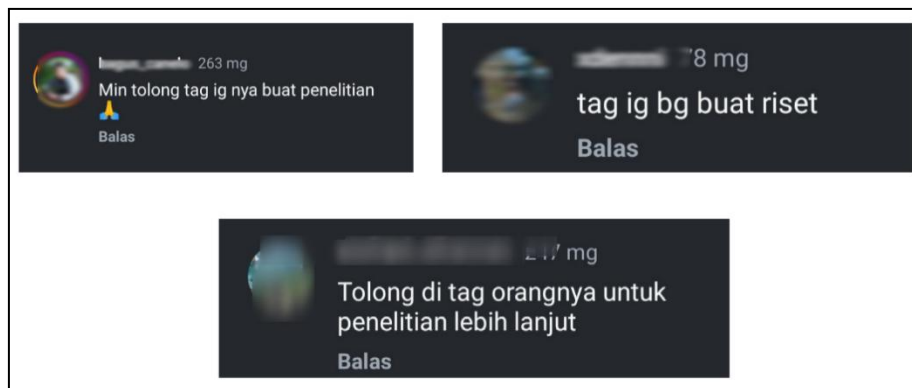 263 mg
Min tolong tag ig nya buat penelitian
🙏
Balas
78 mg
tag ig bg buat riset
Balas
mg
Tolong di tag orangnya untuk
penelitian lebih lanjut
Balas